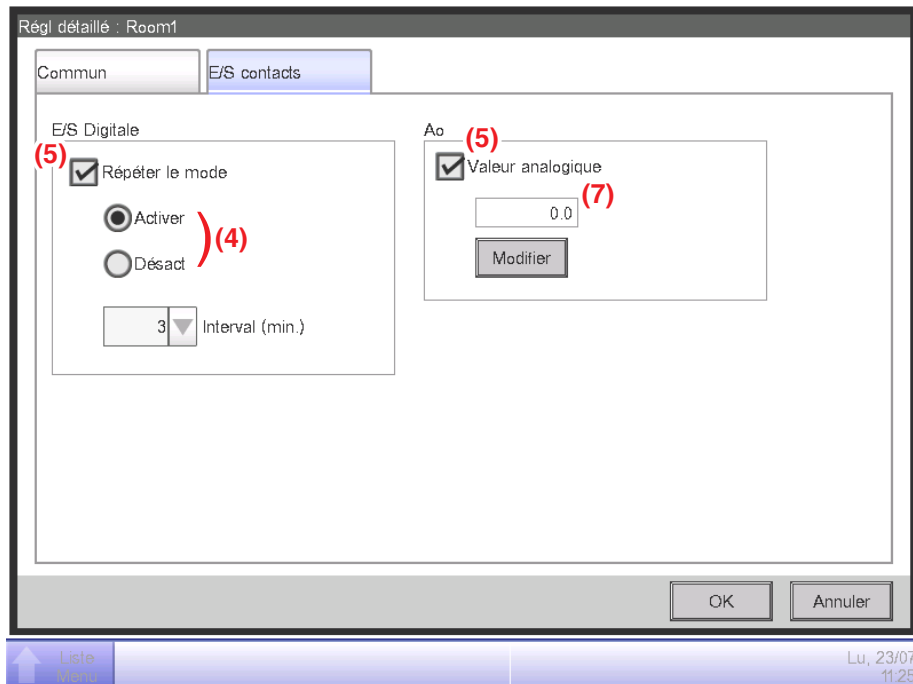 Régl détaillé : Room1
Commun
E/S contacts
E/S Digitale
Ao
(5)
(5)
Répéter le mode
Valeur analogique
(7)
Activer
0.0
(4)
Désact
Modifier
3
Interval (min.)
OK
Annuler
Liste
Menu
Lu, 23/07
11:25